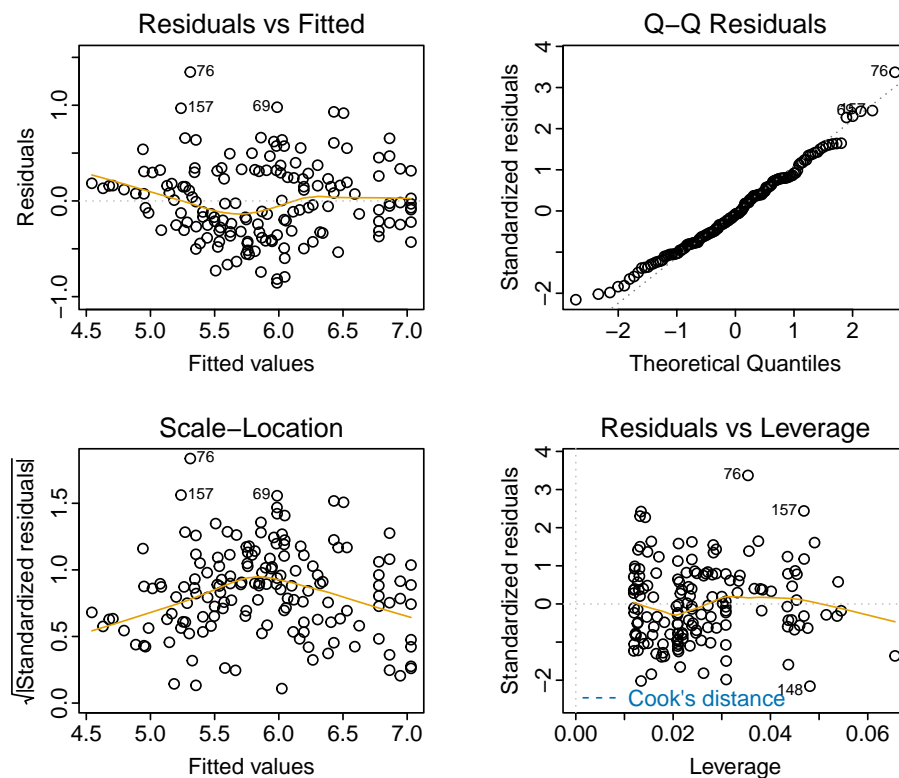 Residuals vs Fitted
Residuals
−1.0 0.0 1.0
76
157
69
4.5 5.0 5.5 6.0 6.5 7.0
Fitted values
Q−Q Residuals
Standardized residuals
−2 0 1 2 3 4
76
157
−2 −1 0 1 2
Theoretical Quantiles
Scale−Location
√|Standardized residuals|
0.0 0.5 1.0 1.5
76
157
69
4.5 5.0 5.5 6.0 6.5 7.0
Fitted values
Residuals vs Leverage
Standardized residuals
−2 0 1 2 3 4
76
157
148
Cook's distance
0.00 0.02 0.04 0.06
Leverage